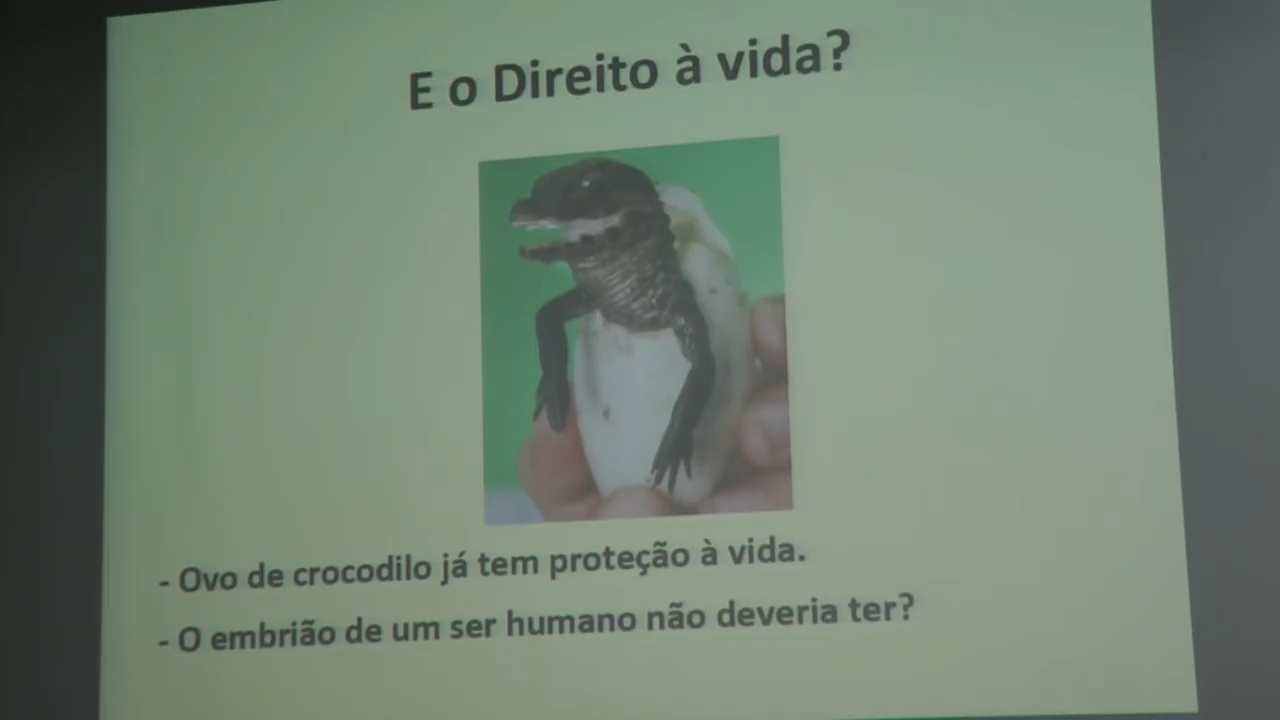 E o Direito à vida?
- Ovo de crocodilo já tem proteção à vida.
- O embrião de um ser humano não deveria ter?